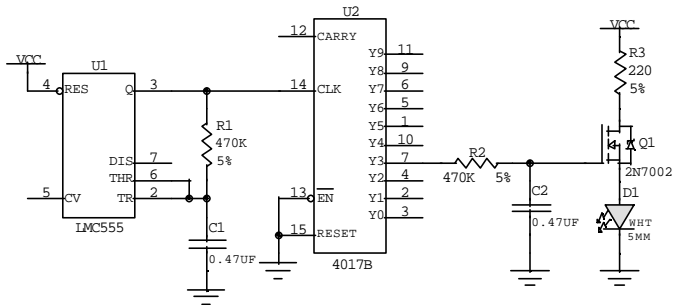 U2
VCC
12 CARRY
Y9 11
R3
220
5%
VCC
U1
Y8 9
4 RES Q 3
14 CLK Y7 6
Y6 5
R1
470K
5%
Y5 1
Y4 10
Q1
2N7002
DIS 7
Y3 7
R2
470K 5%
THR 6
Y2 4
5 CV TR 2
13 EN Y1 2
C2
0.47UF
D1
WHT
5MM
Y0 3
LMC555
C1
0.47UF
15 RESET
4017B